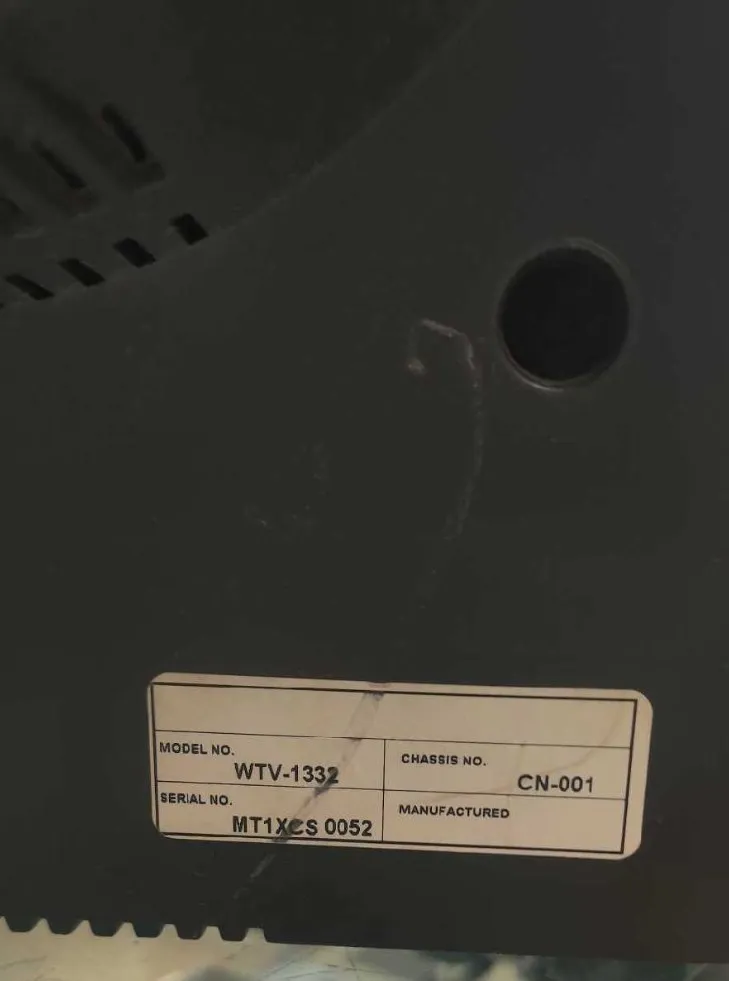 MODEL NO.
WTV-1332
CHASSIS NO.
CN-001
SERIAL NO.
MT1XCS 0052
MANUFACTURED